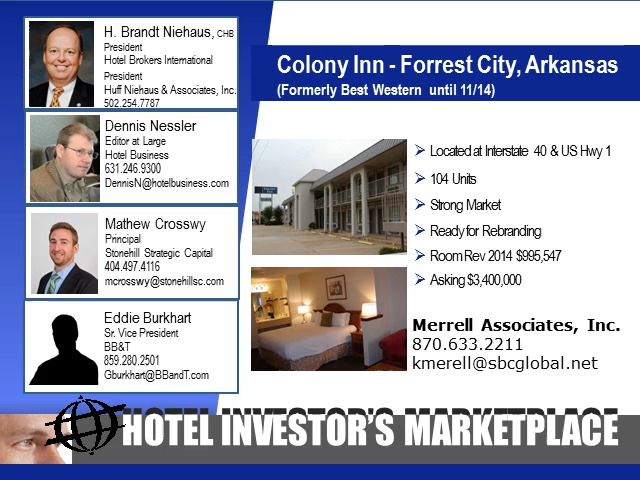 H. Brandt Niehaus, CHB
President
Hotel Brokers International
President
Huff Niehaus & Associates, Inc.
502.254.7787
Dennis Nessler
Editor at Large
Hotel Business
631.246.9300
DennisN@hotelbusiness.com
Mathew Crosswy
Principal
Stonehill Strategic Capital
404.497.4116
mcrosswy@stonehillsc.com
Eddie Burkhart
Sr. Vice President
BB&T
859.280.2501
Gburkhart@BBandT.com
Colony Inn - Forrest City, Arkansas
(Formerly Best Western until 11/14)
Located at Interstate 40 & US Hwy 1
104 Units
Strong Market
Ready for Rebranding
Room Rev 2014 $995,547
Asking $3,400,000
Merrell Associates, Inc.
870.633.2211
kmerell@sbcglobal.net
HOTEL INVESTOR'S MARKETPLACE